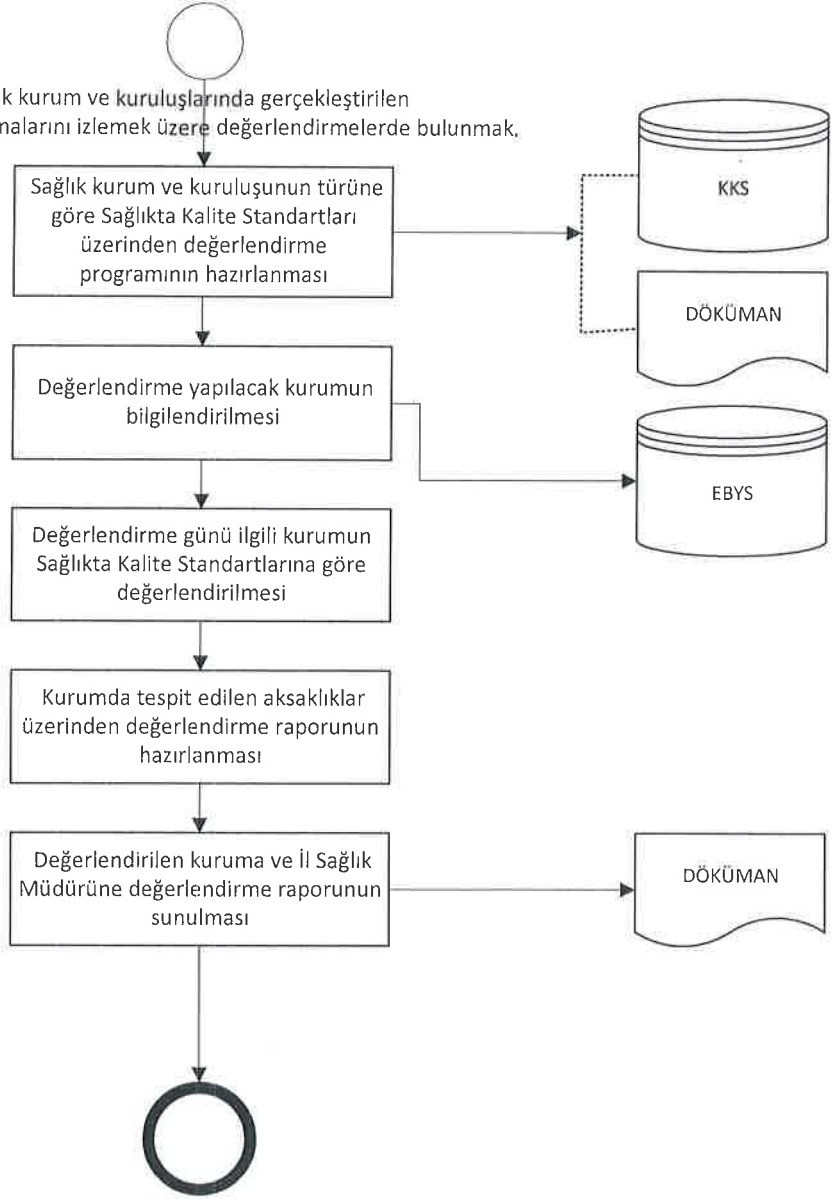 k kurum ve kuruluşlarında gerçekleştirilen
malarını izlemek üzere değerlendirmelerde bulunmak.
Sağlık kurum ve kuruluşunun türüne
göre Sağlıkta Kalite Standartları
üzerinden değerlendirme
programının hazırlanması
KKS
DÖKÜMAN
Değerlendirme yapılacak kurumun
bilgilendirilmesi
EBYS
Değerlendirme günü ilgili kurumun
Sağlıkta Kalite Standartlarına göre
değerlendirilmesi
Kurumda tespit edilen aksaklıklar
üzerinden değerlendirme raporunun
hazırlanması
Değerlendirilen kuruma ve İl Sağlık
Müdürüne değerlendirme raporunun
sunulması
DÖKÜMAN